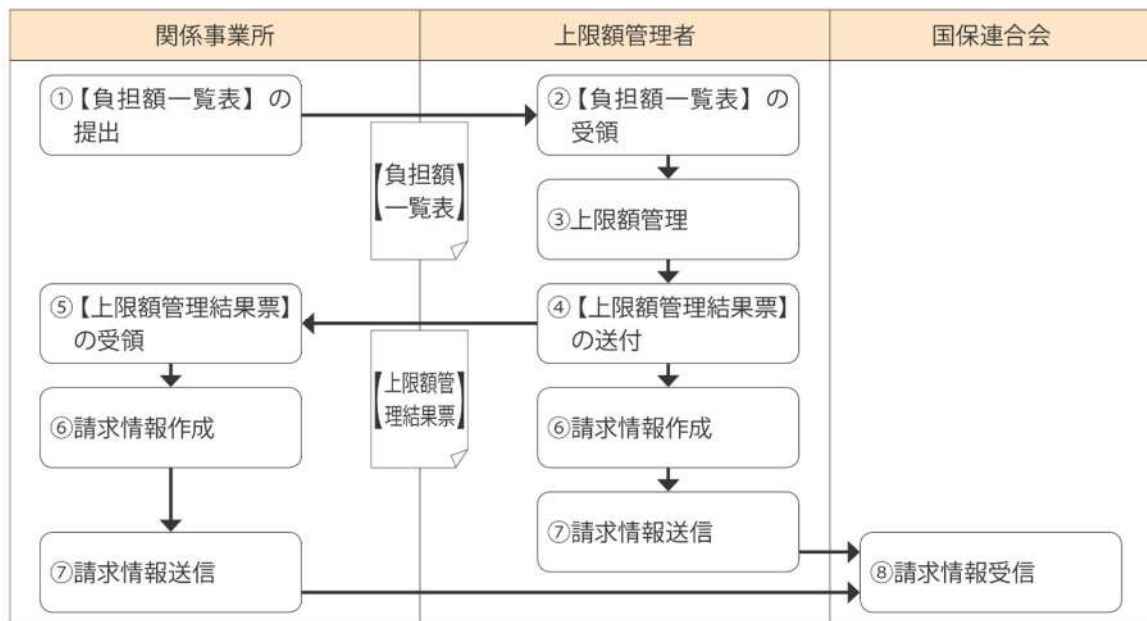 関係事業所
上限額管理者
国保連合会
①【負担額一覧表】の
提出
②【負担額一覧表】の
受領
【負担額
一覧表】
③上限額管理
⑤【上限額管理結果票】
の受領
④【上限額管理結果票】
の送付
【上限額管
理結果票】
⑥請求情報作成
⑥請求情報作成
⑦請求情報送信
⑦請求情報送信
⑧請求情報受信